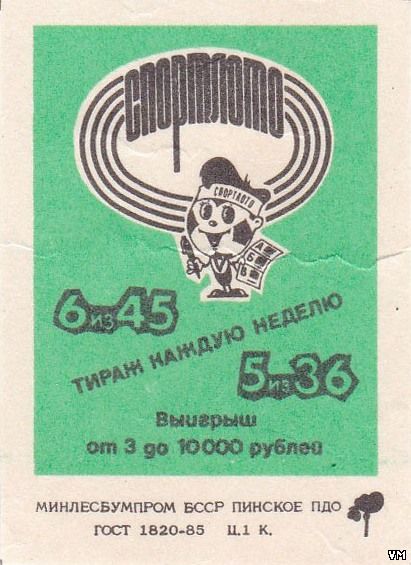 СПОРТЛОТО
СПОРТЛОТО
А
Б
В
6 из 45
ТИРАЖ КАЖДУЮ НЕДЕЛЮ
5 из 36
Выигрыш
от 3 до 10000 рублей
МИНЛЕСБУМПРОМ БССР ПИНСКОЕ ПДО
ГОСТ 1820-85 Ц.1 К.
VM